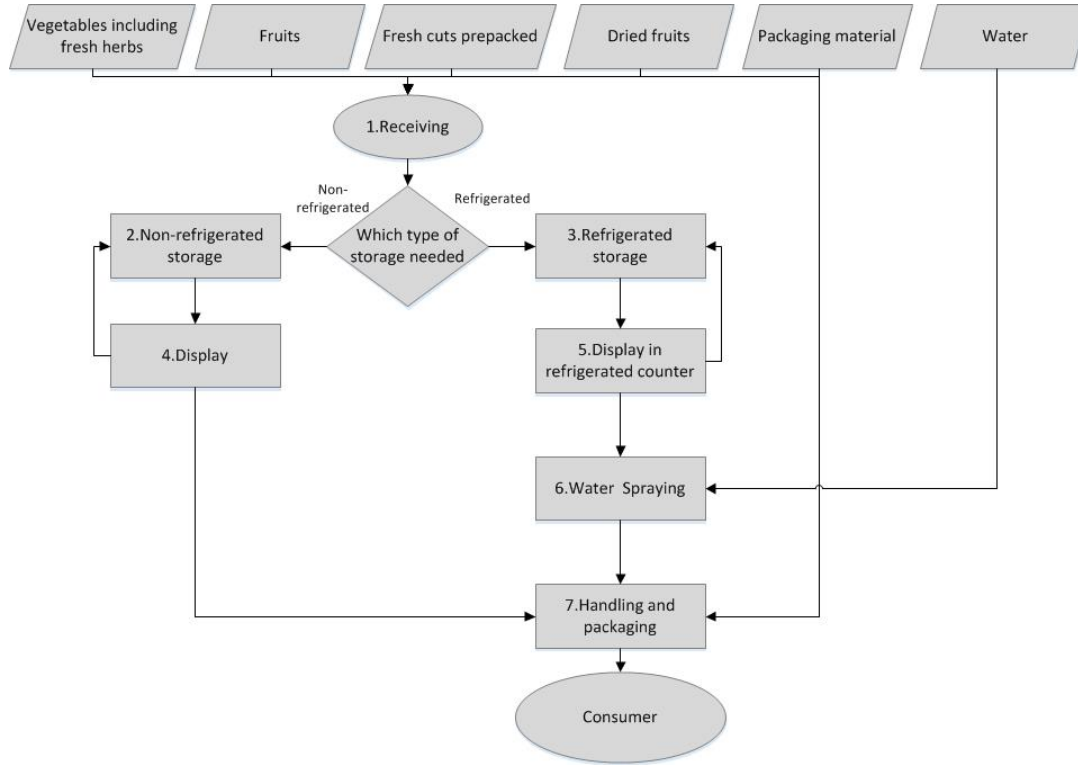 Vegetables including
fresh herbs
Fruits
Fresh cuts prepacked
Dried fruits
Packaging material
Water
1.Receiving
Non-
refrigerated
Refrigerated
Which type of
storage needed
2.Non-refrigerated
storage
3.Refrigerated
storage
4.Display
5.Display in
refrigerated counter
6.Water Spraying
7.Handling and
packaging
Consumer